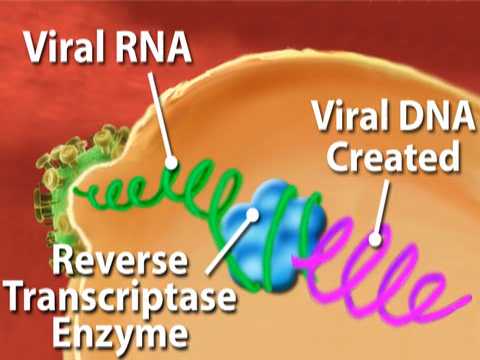 Viral RNA
Viral DNA
Created
Reverse
Transcriptase
Enzyme